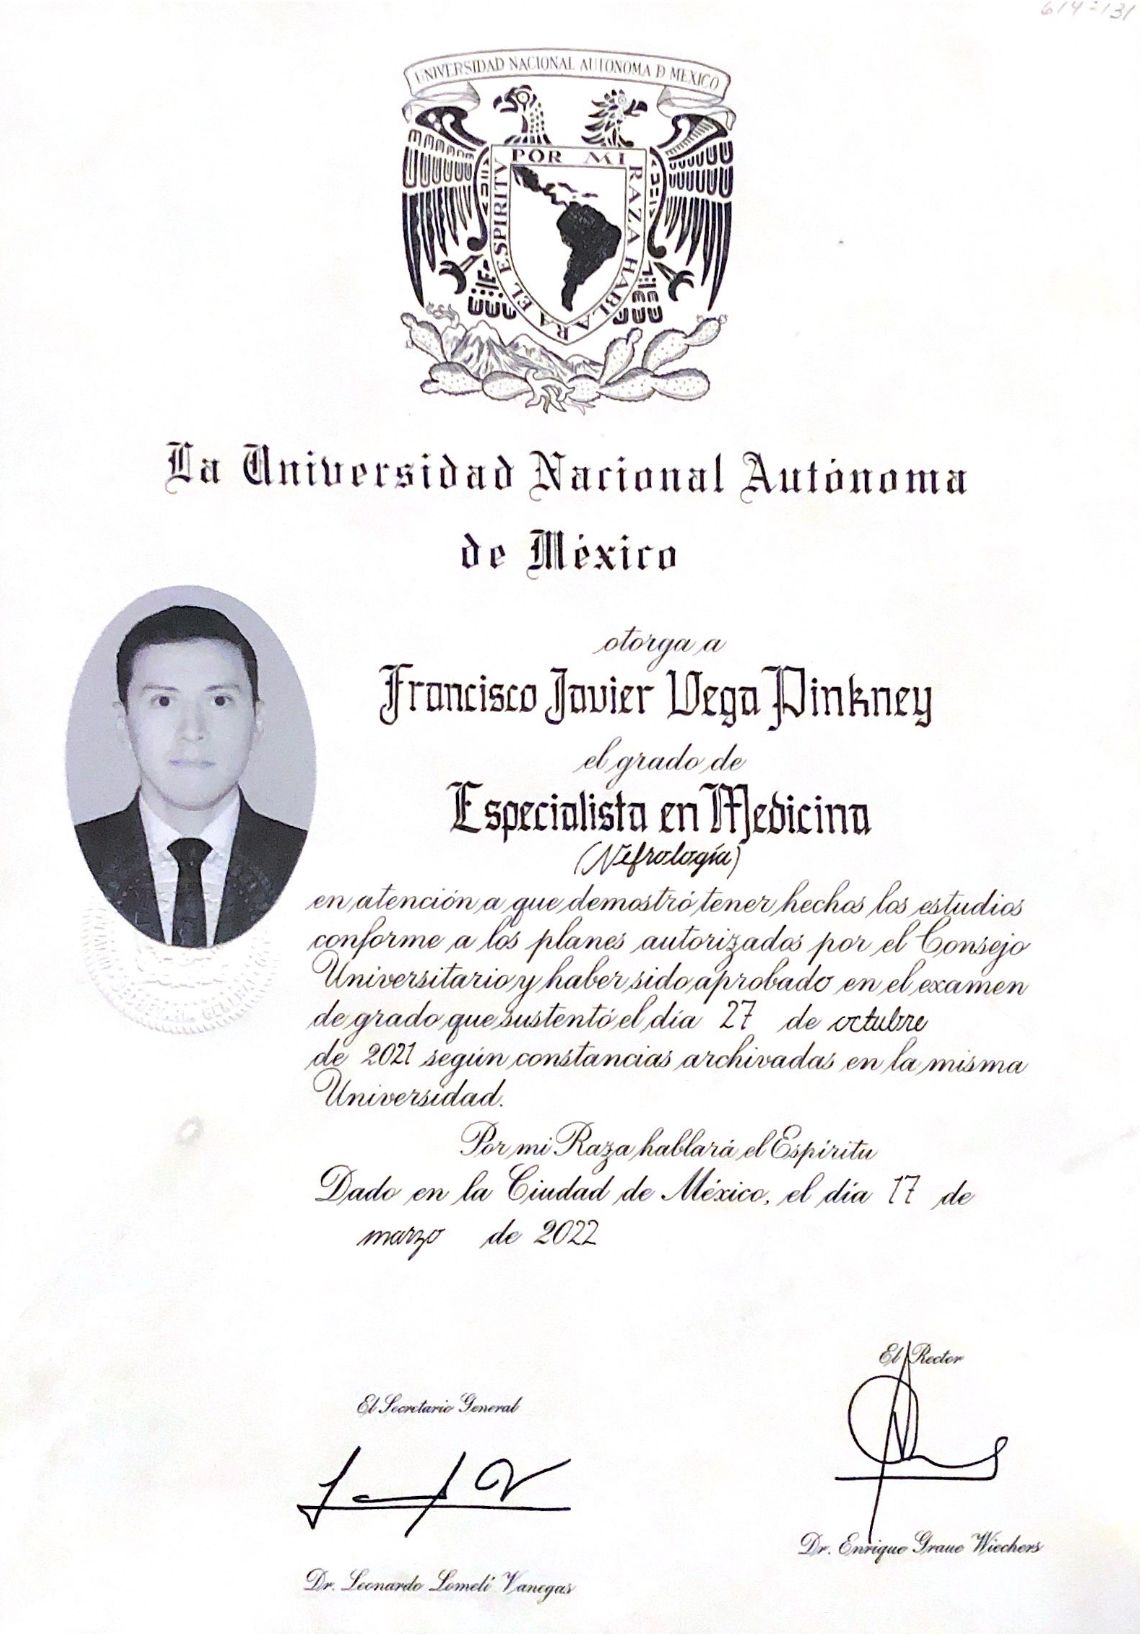 614-131
UNIVERSIDAD NACIONAL AUTONOMA D MEXICO
POR MI RAZA HABLARA EL ESPIRITV
La Universidad Nacional Autónoma
de México
otorga a
Francisco Javier Vega Pinkney
el grado de
Especialista en Medicina
(Nefrología)
en atención a que demostró tener hechos los estudios
conforme a los planes autorizados por el Consejo
Universitario y haber sido aprobado en el examen
de grado que sustentó el día 27 de octubre
de 2021 según constancias archivadas en la misma
Universidad.
Por mi Raza hablará el Espíritu
Dado en la Ciudad de México, el día 17 de
marzo de 2022
El Rector
El Secretario General
Dr. Enrique Graue Wiechers
Dr. Leonardo Lomelí Vanegas